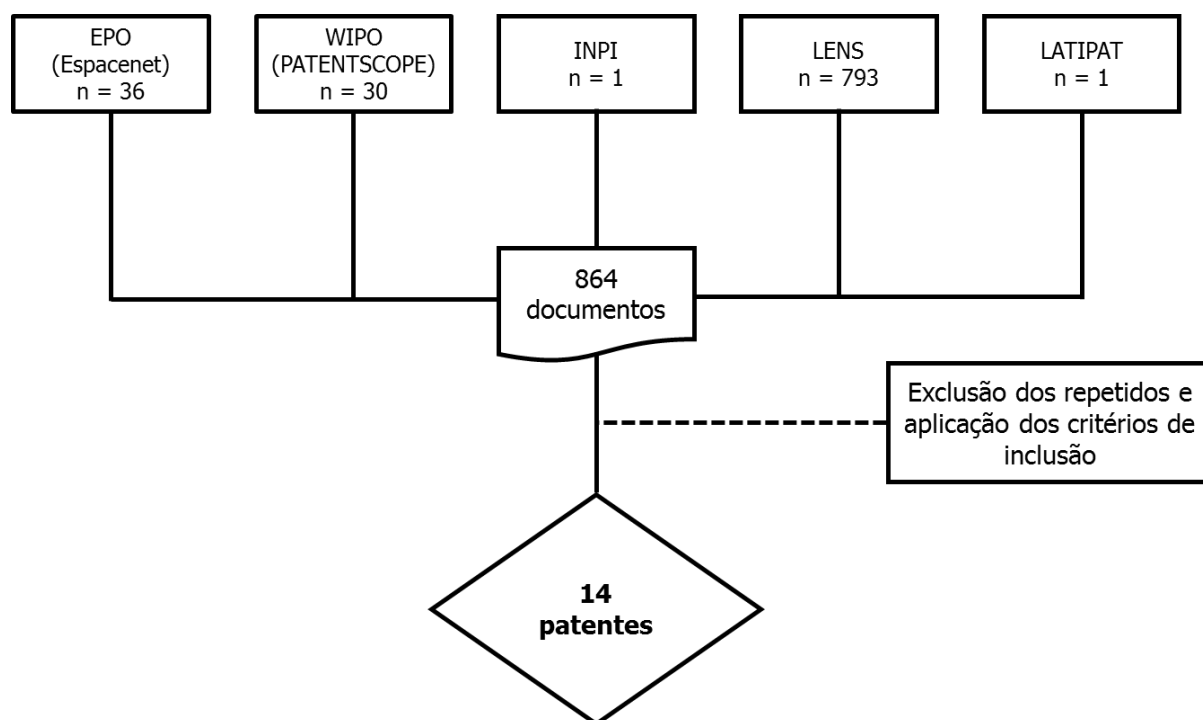 EPO
(Espacenet)
n = 36
WIPO
(PATENTSCOPE)
n = 30
INPI
n = 1
LENS
n = 793
LATIPAT
n = 1
864
documentos
Exclusão dos repetidos e
aplicação dos critérios de
inclusão
14
patentes